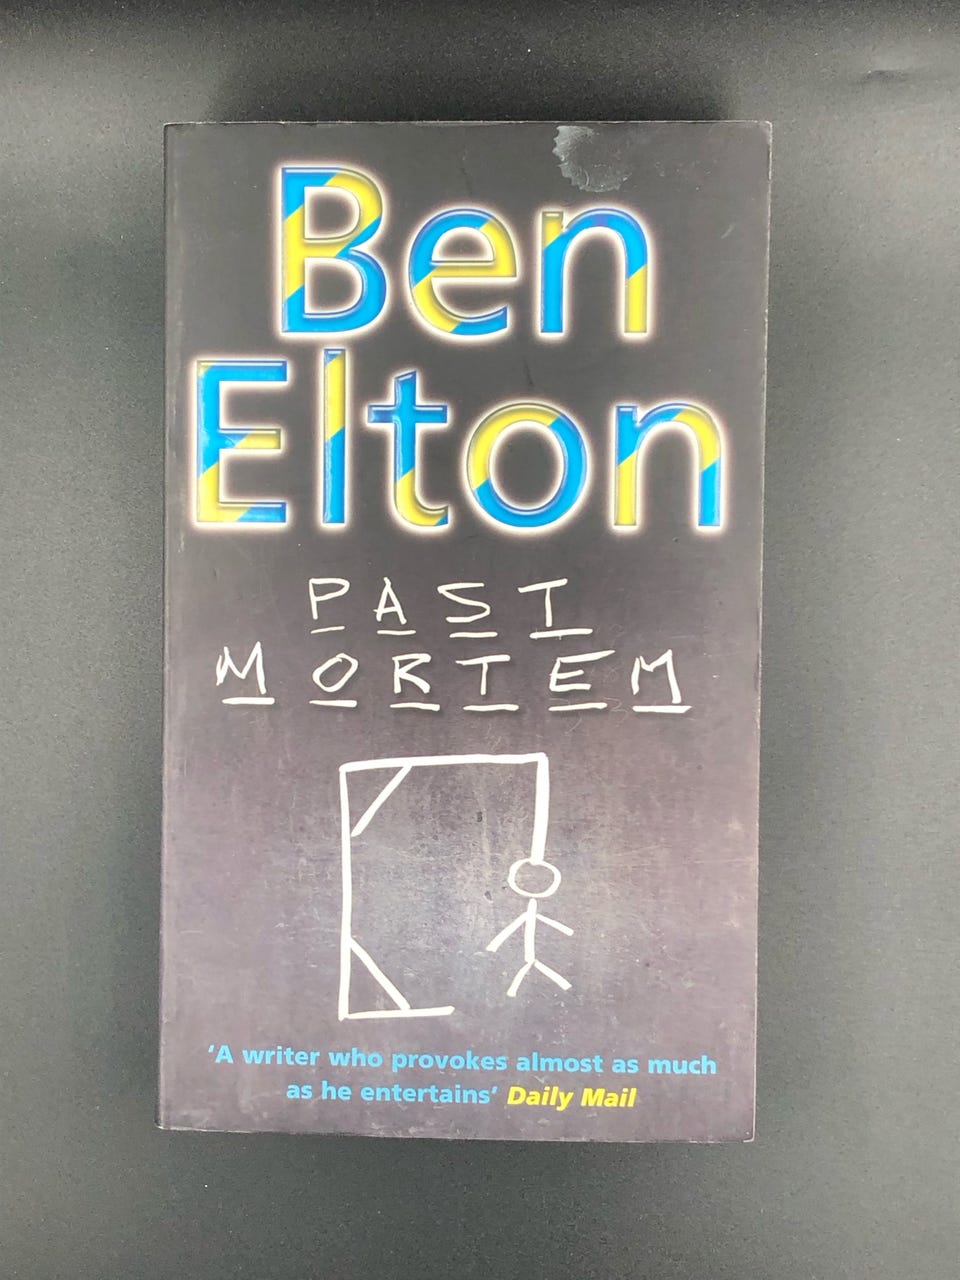 Ben
Elton
PAST
MORTEM
'A writer who provokes almost as much
as he entertains' Daily Mail